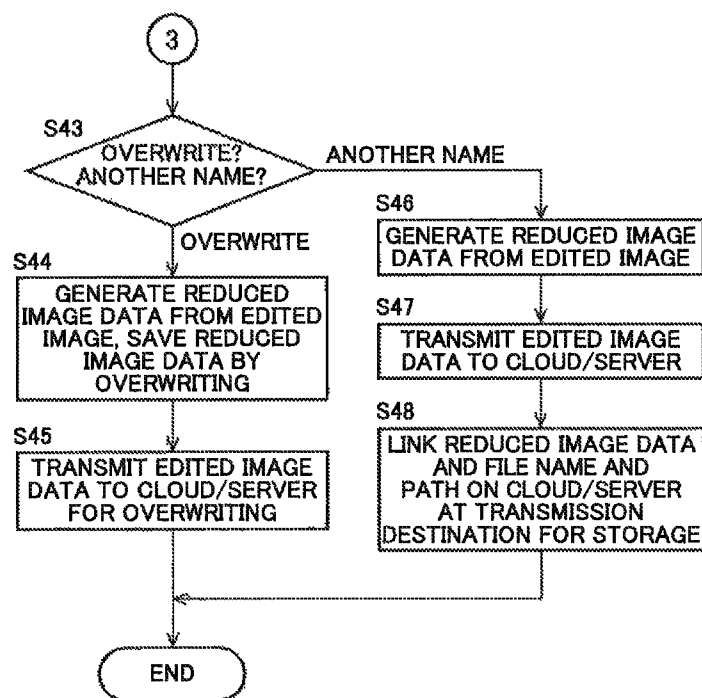 3
S43
OVERWRITE?
ANOTHER NAME?
ANOTHER NAME
OVERWRITE
S44
GENERATE REDUCED
IMAGE DATA FROM EDITED
IMAGE, SAVE REDUCED
IMAGE DATA BY
OVERWRITING
S45
TRANSMIT EDITED IMAGE
DATA TO CLOUD/SERVER
FOR OVERWRITING
S46
GENERATE REDUCED IMAGE
DATA FROM EDITED IMAGE
S47
TRANSMIT EDITED IMAGE
DATA TO CLOUD/SERVER
S48
LINK REDUCED IMAGE DATA
AND FILE NAME AND
PATH ON CLOUD/SERVER
AT TRANSMISSION
DESTINATION FOR STORAGE
END